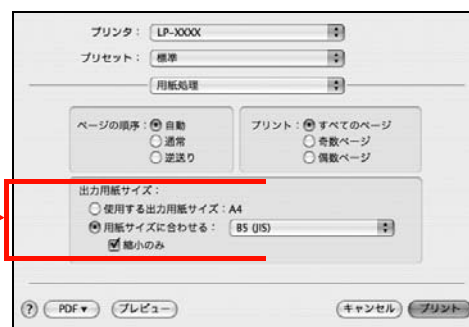 プリンタ： LP-XXXX
プリセット： 標準
用紙処理
ページの順序： 自動 プリント： すべてのページ
通常 奇数ページ
逆送り 偶数ページ
出力用紙サイズ：
使用する出力用紙サイズ：A4
用紙サイズに合わせる： B5 (JIS)
縮小のみ
? PDF▼ プレビュー キャンセル プリント